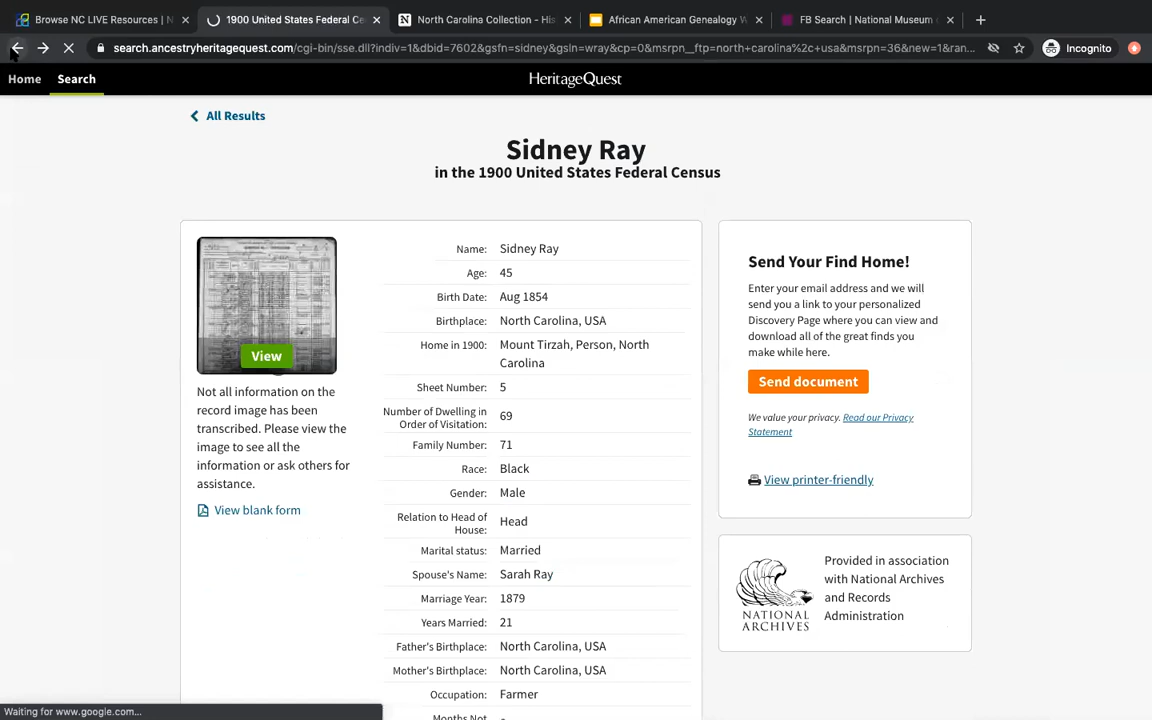 Browse NC LIVE Resources | N
1900 United States Federal Ce
North Carolina Collection - His
African American Genealogy W
FB Search | National Museum o
search.ancestryheritagequest.com/cgi-bin/sse.dll?indiv=1&dbid=7602&gsfn=sidney&gsln=wray&cp=0&msrpn__ftp=north+carolina%2c+usa&msrpn=36&new=1&ran...
Incognito
Home
Search
HeritageQuest
All Results
Sidney Ray
in the 1900 United States Federal Census
View
Not all information on the
record image has been
transcribed. Please view the
image to see all the
information or ask others for
assistance.
View blank form
Name: Sidney Ray
Age: 45
Birth Date: Aug 1854
Birthplace: North Carolina, USA
Home in 1900: Mount Tirzah, Person, North
Carolina
Sheet Number: 5
Number of Dwelling in
Order of Visitation: 69
Family Number: 71
Race: Black
Gender: Male
Relation to Head of
House: Head
Marital status: Married
Spouse's Name: Sarah Ray
Marriage Year: 1879
Years Married: 21
Father's Birthplace: North Carolina, USA
Mother's Birthplace: North Carolina, USA
Occupation: Farmer
Months Not
Send Your Find Home!
Enter your email address and we will
send you a link to your personalized
Discovery Page where you can view and
download all of the great finds you
make while here.
Send document
We value your privacy. Read our Privacy
Statement
View printer-friendly
NATIONAL
ARCHIVES
Provided in association
with National Archives
and Records
Administration
Waiting for www.google.com...